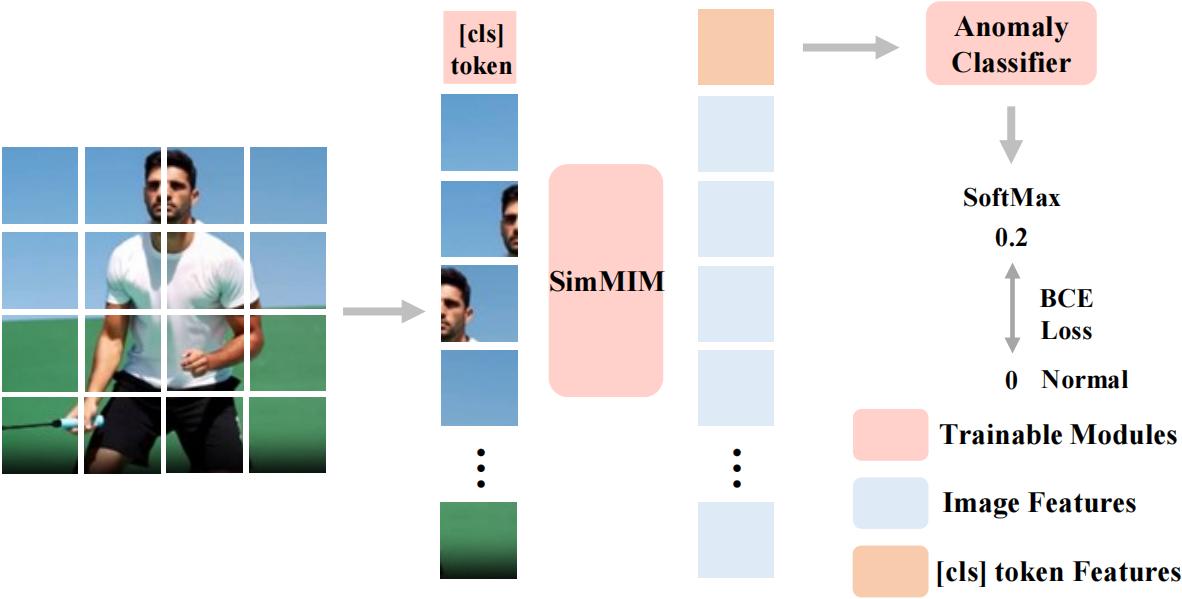 [cls]
token
SimMIM
Anomaly
Classifier
SoftMax
0.2
BCE
Loss
0 Normal
Trainable Modules
Image Features
[cls] token Features